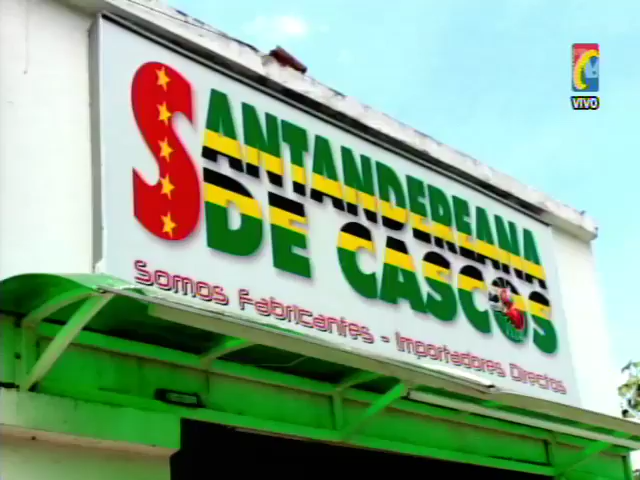 SANTANDEREANA
DE CASCOS
Somos Fabricantes - Importadores Directos
VIVO